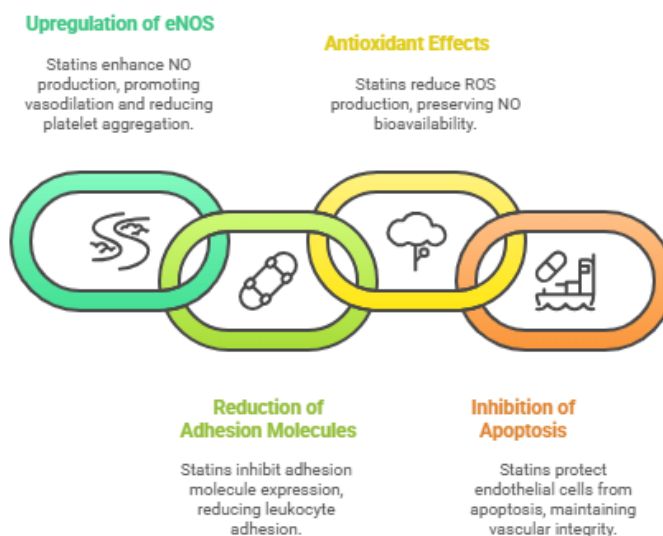 Upregulation of eNOS
Statins enhance NO
production, promoting
vasodilation and reducing
platelet aggregation.
Antioxidant Effects
Statins reduce ROS
production, preserving NO
bioavailability.
Reduction of
Adhesion Molecules
Statins inhibit adhesion
molecule expression,
reducing leukocyte
adhesion.
Inhibition of
Apoptosis
Statins protect
endothelial cells from
apoptosis, maintaining
vascular integrity.